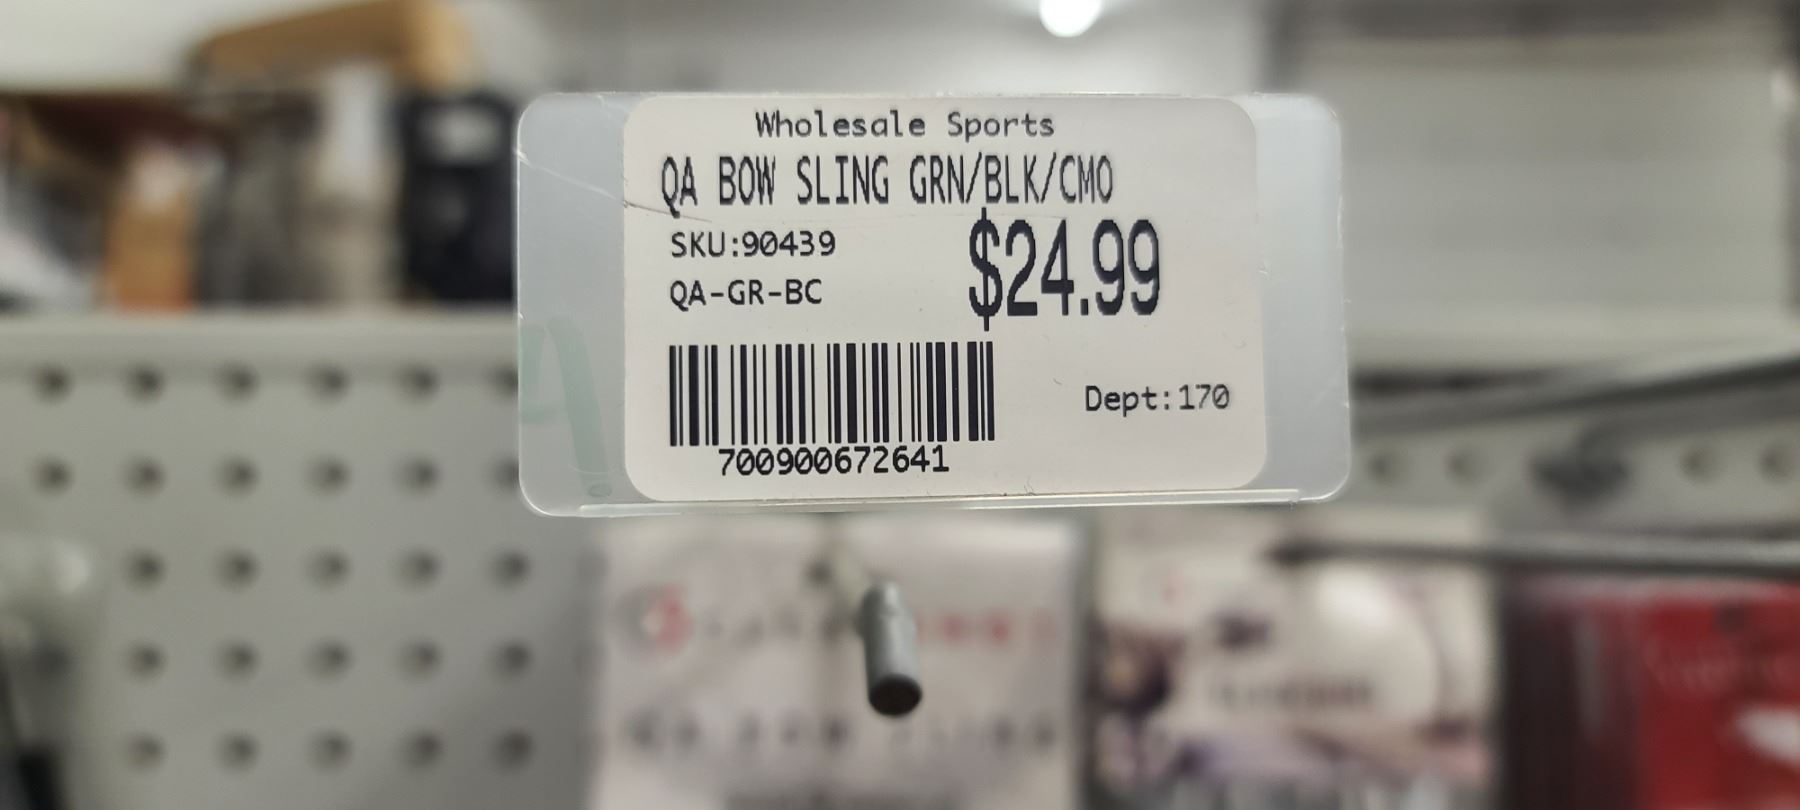 Wholesale Sports
QA BOW SLING GRN/BLK/CMO
SKU:90439
$24.99
QA-GR-BC
Dept:170
700900672641